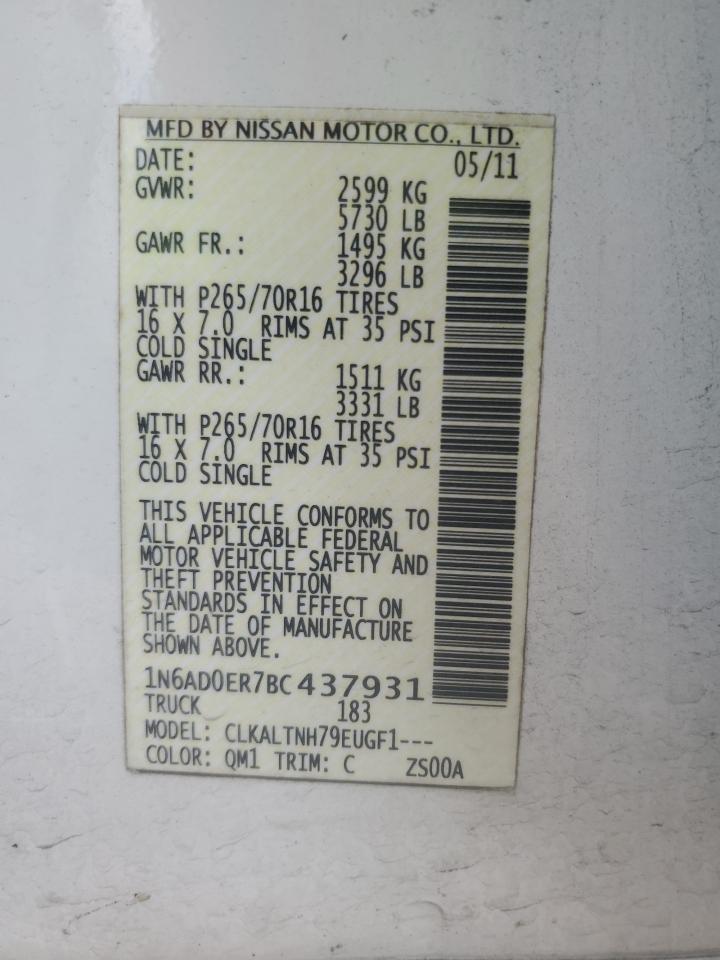 MFD BY NISSAN MOTOR CO., LTD.
DATE: 05/11
GVWR: 2599 KG
5730 LB
GAWR FR.: 1495 KG
3296 LB
WITH P265/70R16 TIRES
16 X 7.0 RIMS AT 35 PSI
COLD SINGLE
GAWR RR.: 1511 KG
3331 LB
WITH P265/70R16 TIRES
16 X 7.0 RIMS AT 35 PSI
COLD SINGLE
THIS VEHICLE CONFORMS TO
ALL APPLICABLE FEDERAL
MOTOR VEHICLE SAFETY AND
THEFT PREVENTION
STANDARDS IN EFFECT ON
THE DATE OF MANUFACTURE
SHOWN ABOVE.
1N6AD0ER7BC437931
TRUCK 183
MODEL: CLKALTNH79EUGF1---
COLOR: QM1 TRIM: C ZS00A